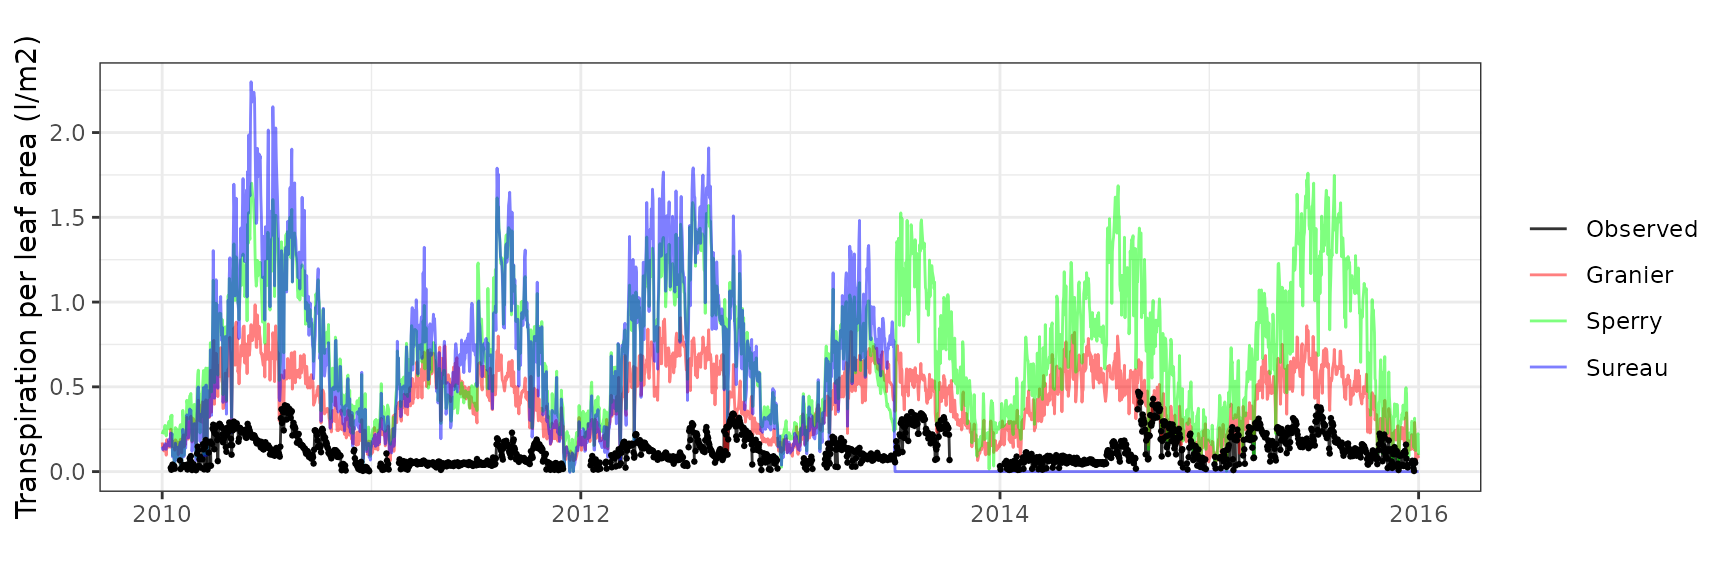 Transpiration per leaf area (l/m2)
2.0
1.5
1.0
0.5
0.0
2010
2012
2014
2016
Observed
Granier
Sperry
Sureau